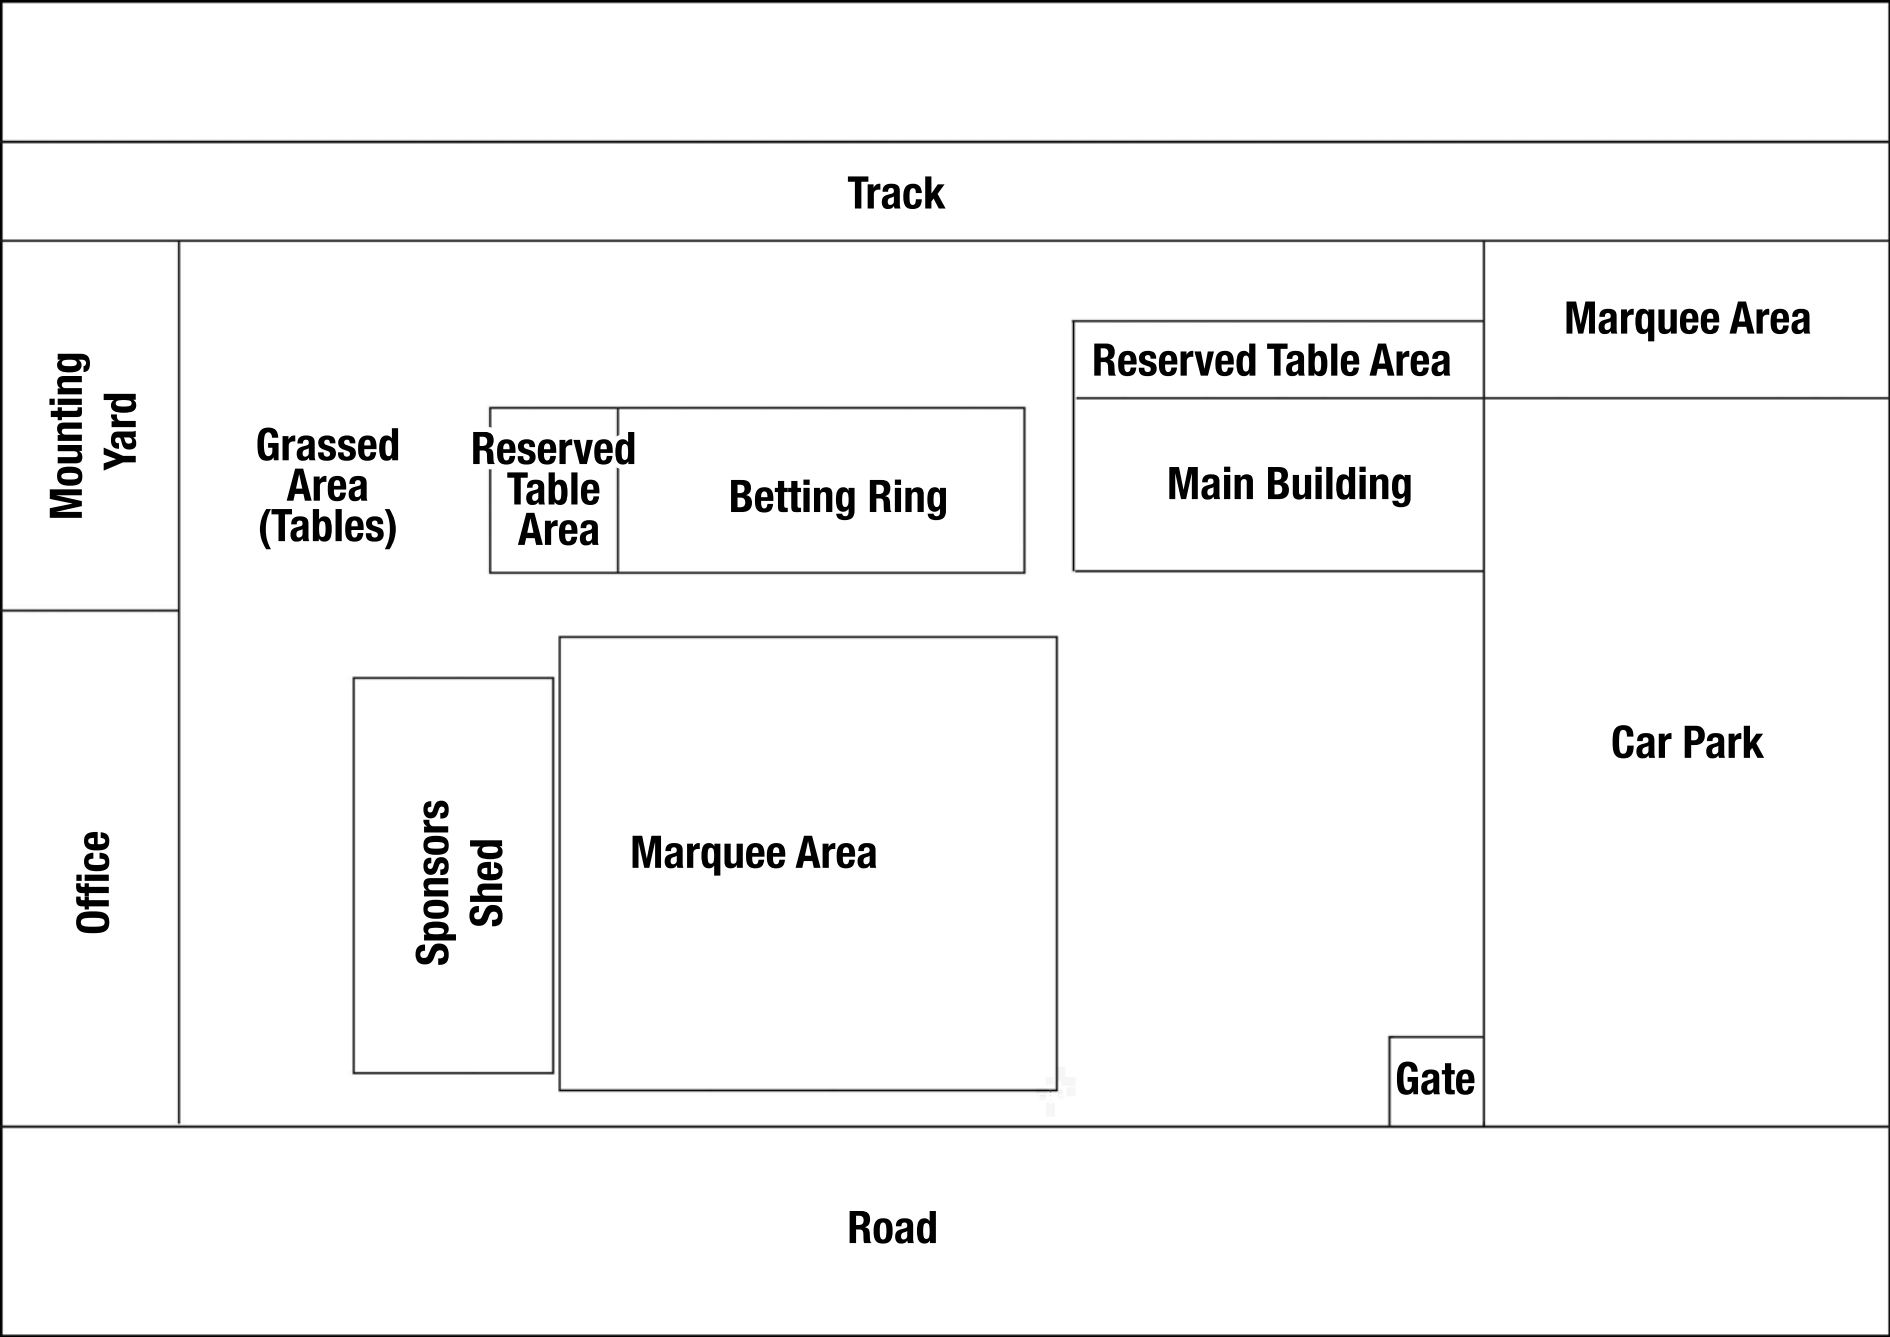 Track
Mounting
Yard
Grassed
Area
(Tables)
Reserved
Table
Area
Betting Ring
Reserved Table Area
Main Building
Marquee Area
Car Park
Office
Sponsors
Shed
Marquee Area
Gate
Road